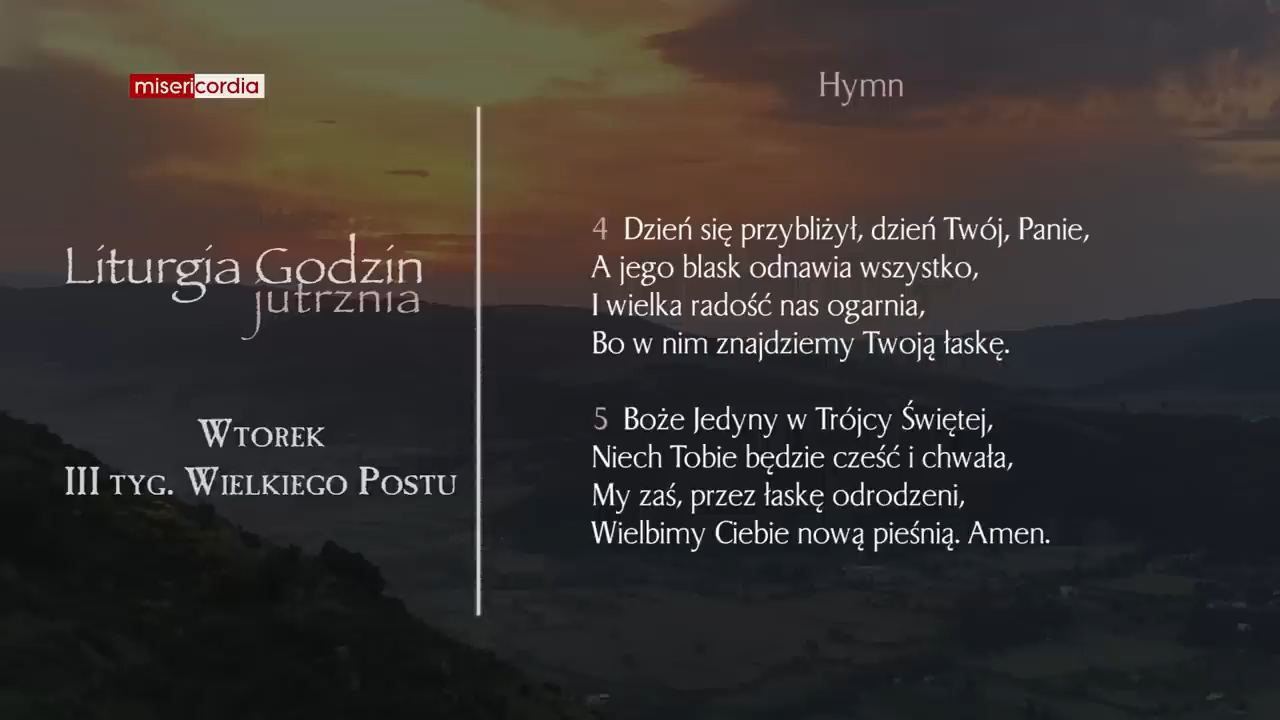 misericordia
Liturgia Godzin
jutrznia
Wtorek
III tyg. Wielkiego Postu
Hymn
4 Dzień się przybliżył, dzień Twój, Panie,
A jego blask odnawia wszystko,
I wielka radość nas ogarnia,
Bo w nim znajdziemy Twoją łaskę.
5 Boże Jedyny w Trójcy Świętej,
Niech Tobie będzie cześć i chwała,
My zaś, przez łaskę odrodzeni,
Wielbimy Ciebie nową pieśnią. Amen.